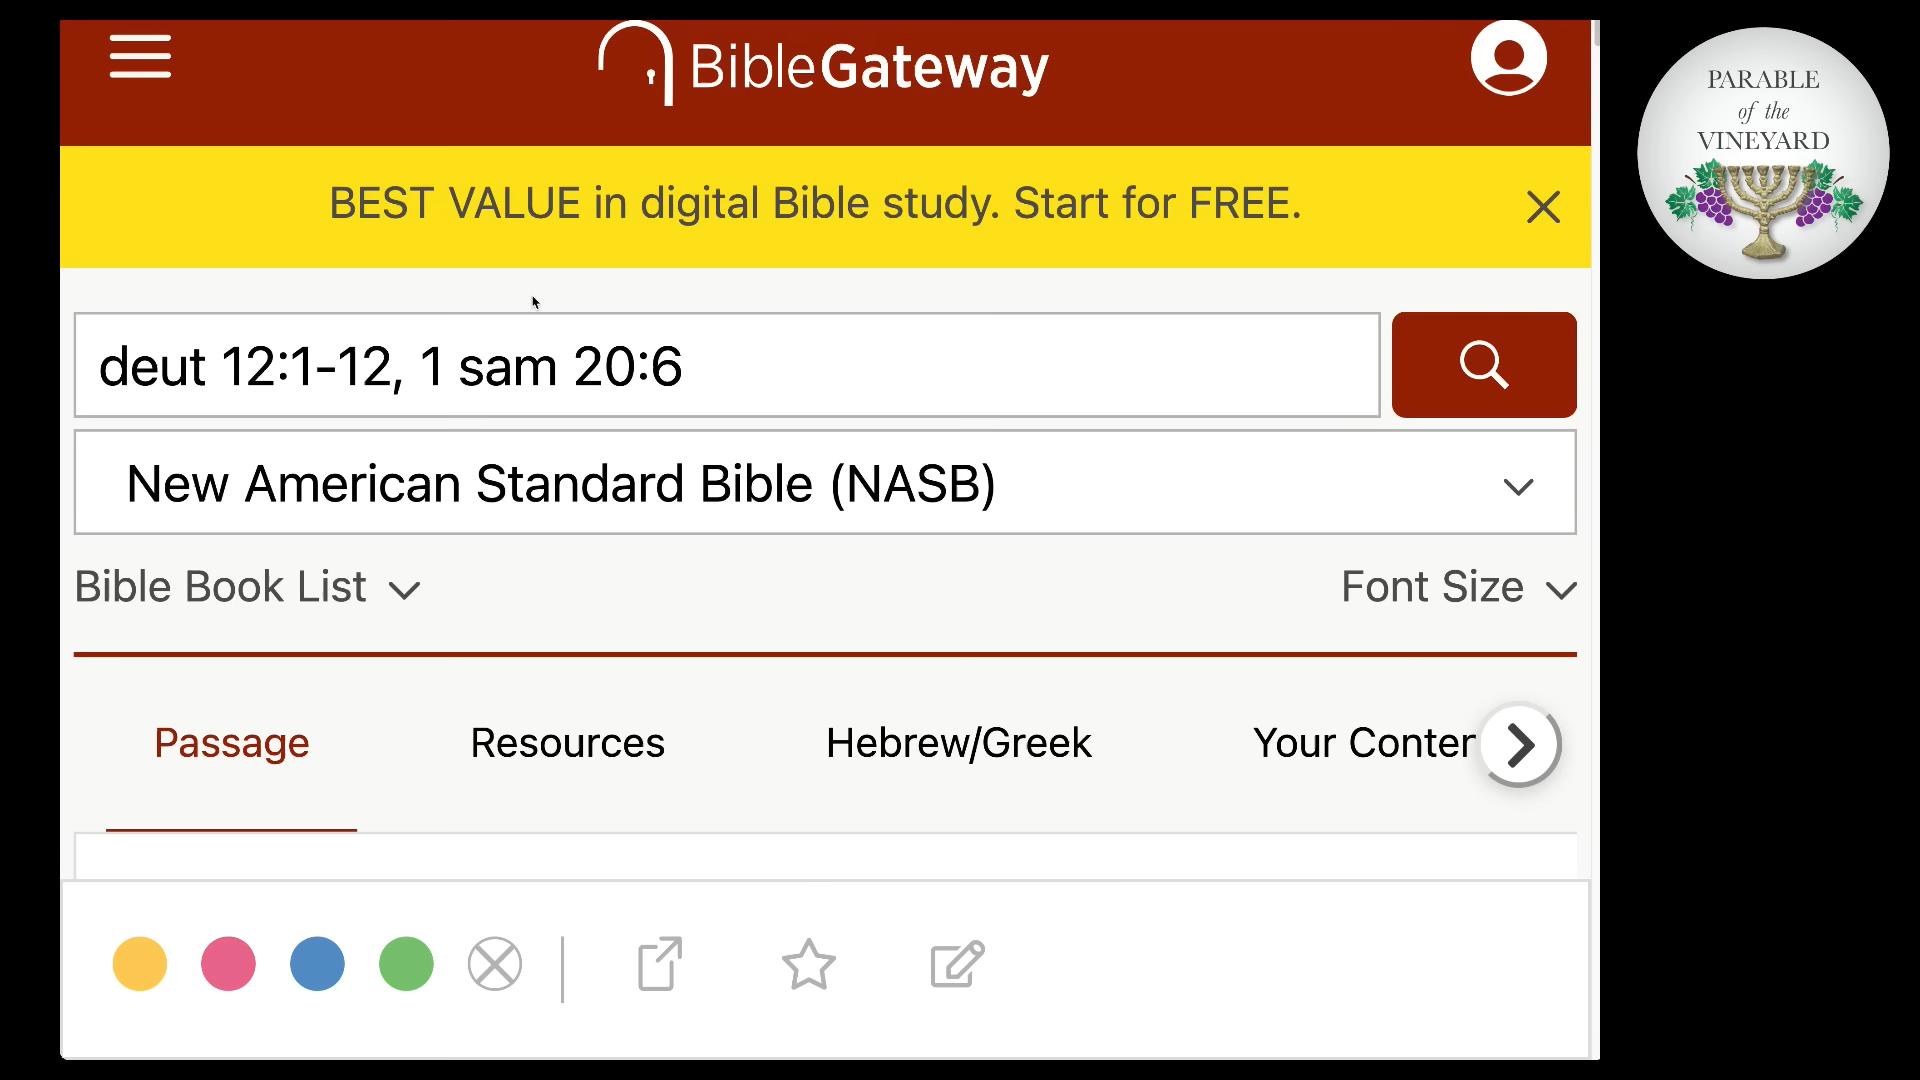 BibleGateway
PARABLE
of the
VINEYARD
BEST VALUE in digital Bible study. Start for FREE.
deut 12:1-12, 1 sam 20:6
New American Standard Bible (NASB)
Bible Book List
Font Size
Passage
Resources
Hebrew/Greek
Your Conten